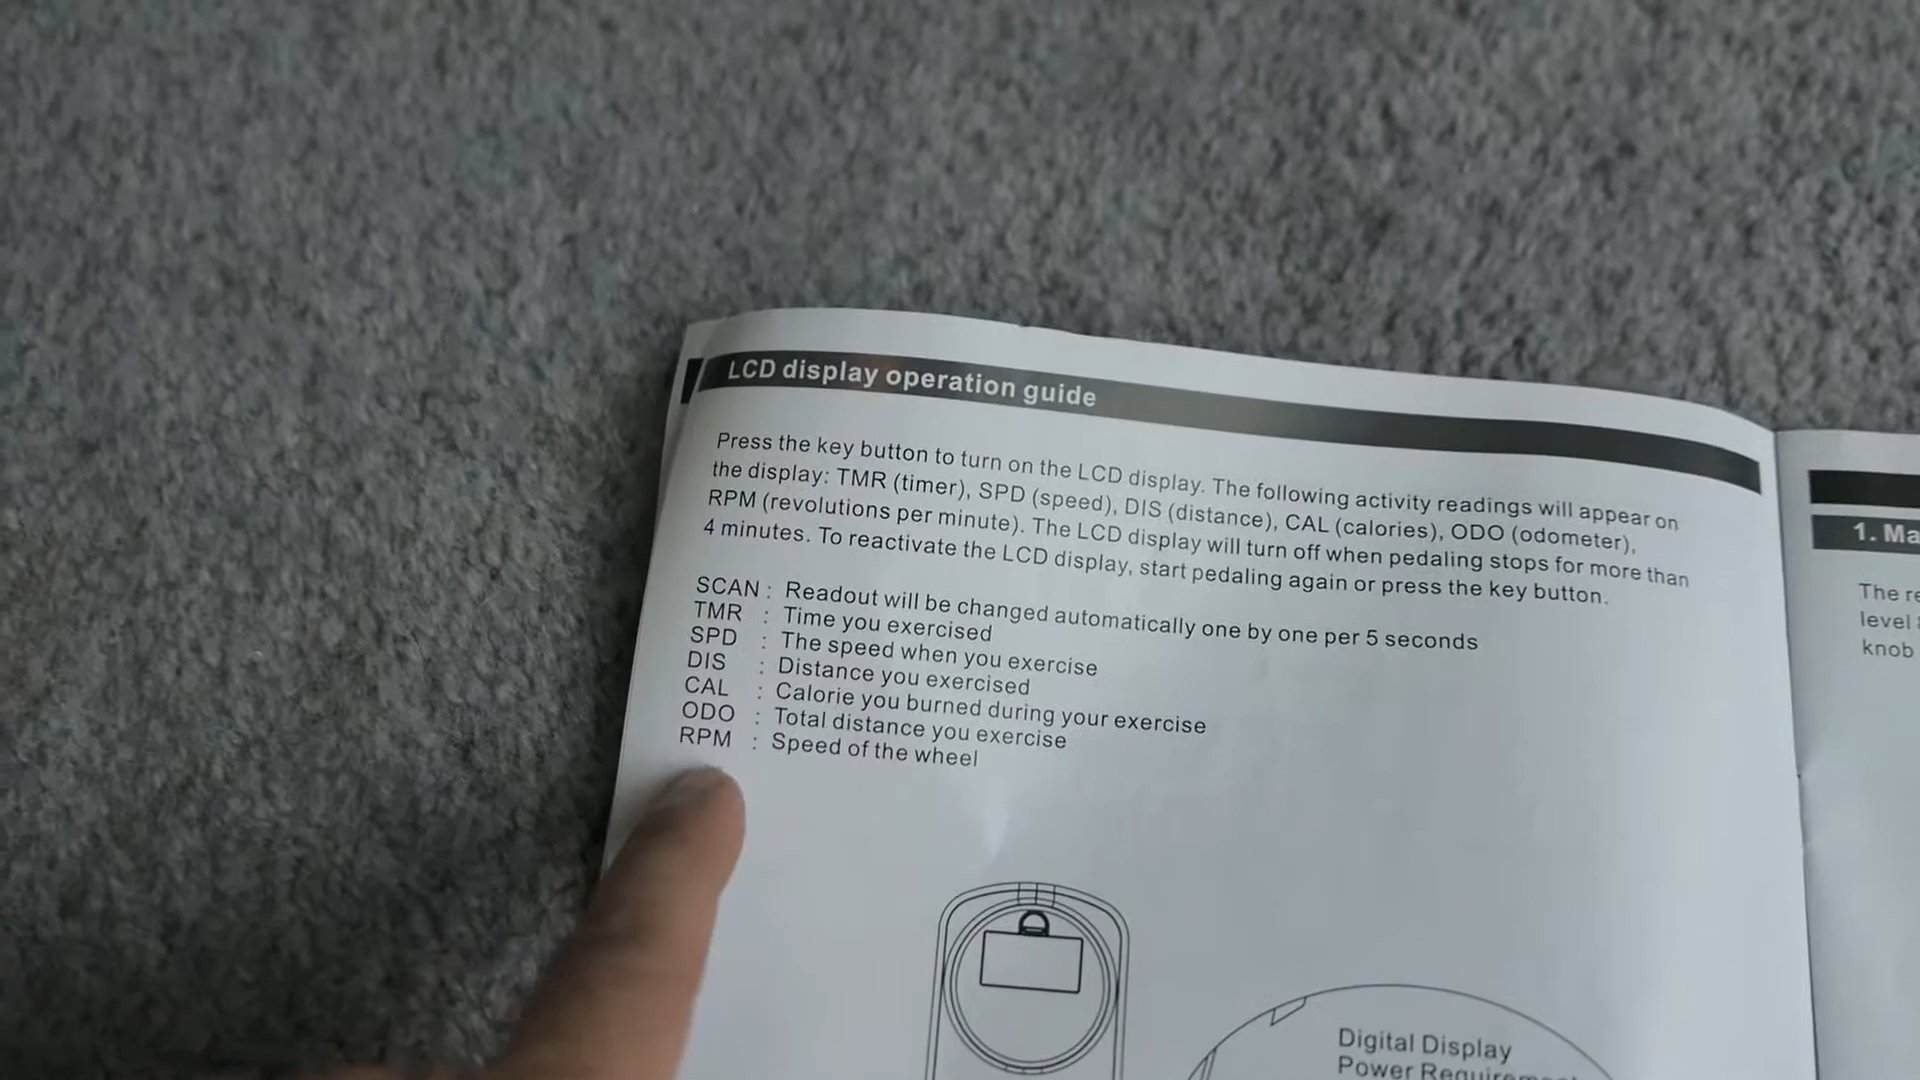 LCD display operation guide
Press the key button to turn on the LCD display. The following activity readings will appear on
the display: TMR (timer), SPD (speed), DIS (distance), CAL (calories), ODO (odometer),
RPM (revolutions per minute). The LCD display will turn off when pedaling stops for more than
4 minutes. To reactivate the LCD display, start pedaling again or press the key button.
SCAN : Readout will be changed automatically one by one per 5 seconds
TMR : Time you exercised
SPD : The speed when you exercise
DIS : Distance you exercised
CAL : Calorie you burned during your exercise
ODO : Total distance you exercise
RPM : Speed of the wheel
Digital Display
Power
1.
The
level
knob